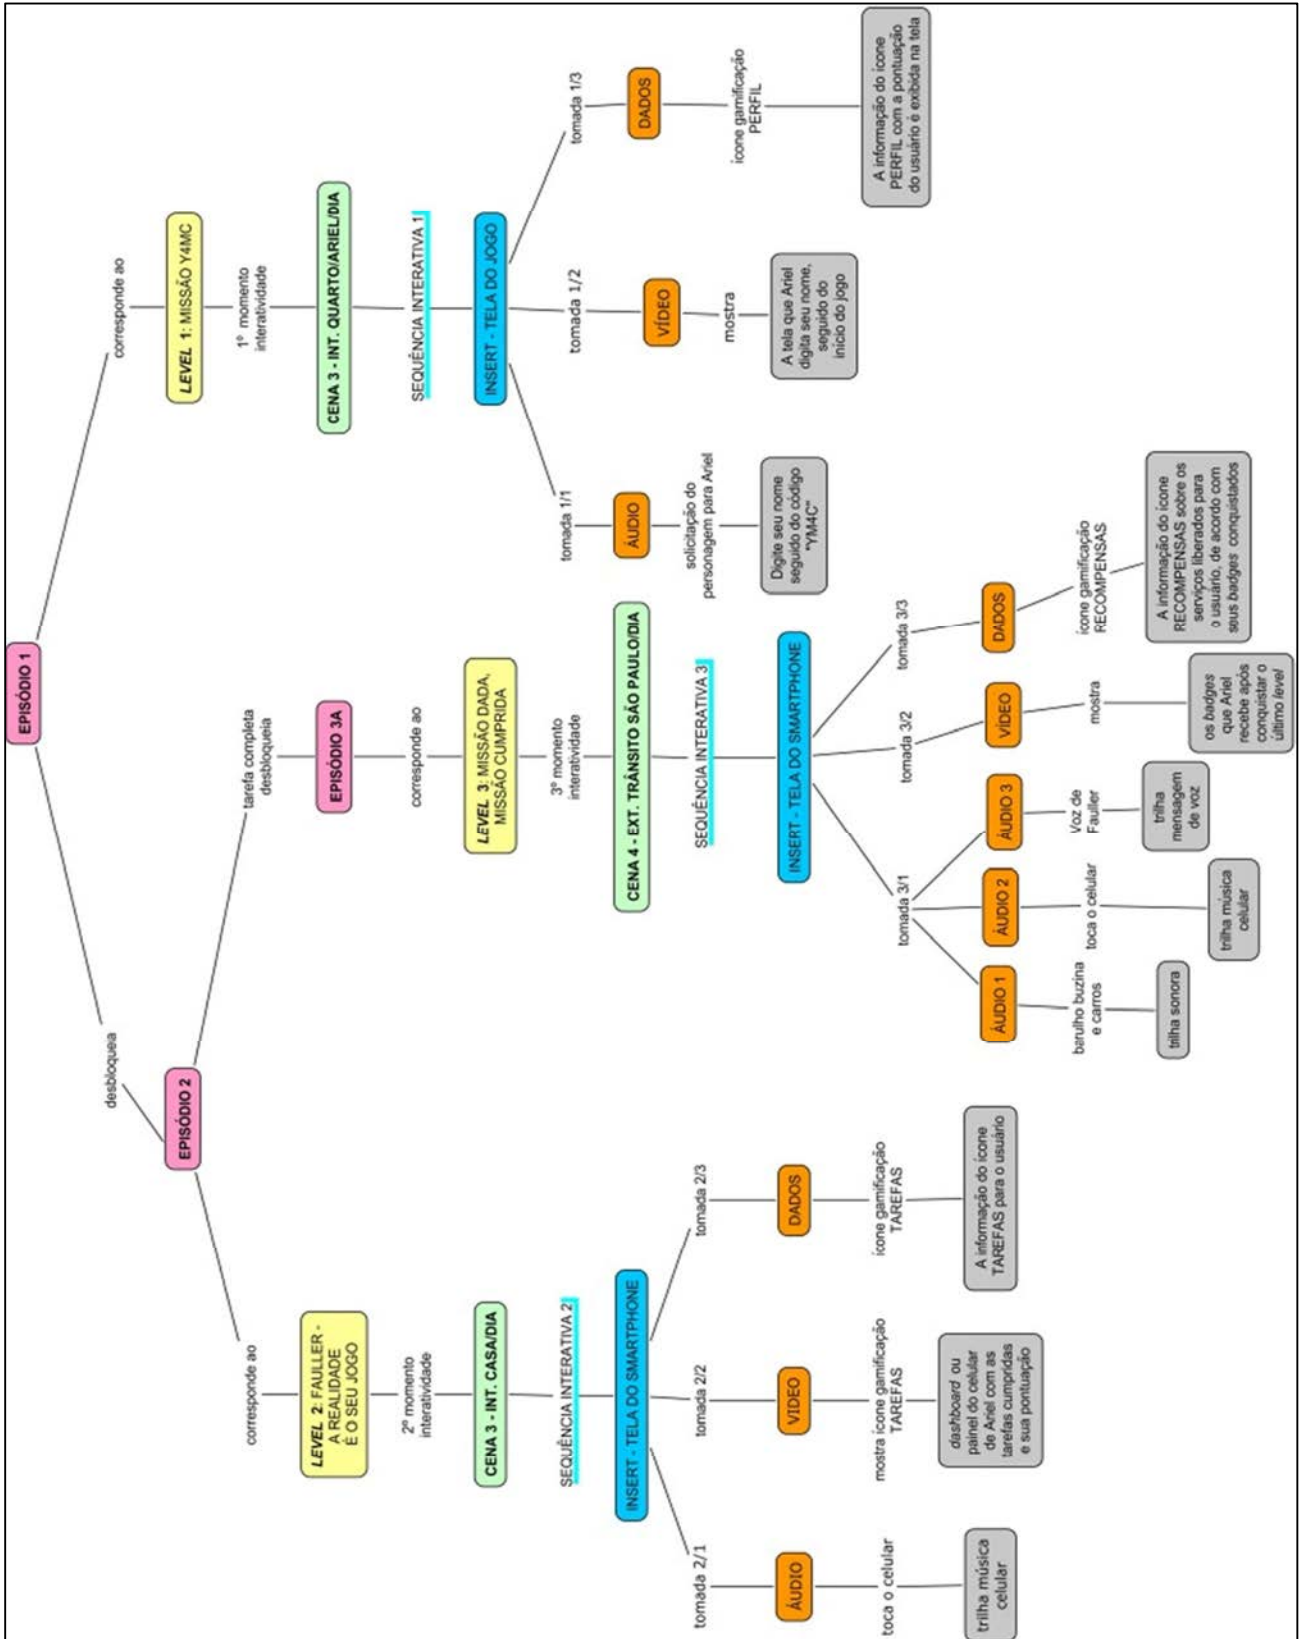 EPISÓDIO 1
desbloquea
corresponde ao
EPISÓDIO 2
corresponde ao
LEVEL 2: FAULLER -
A REALIDADE
É O SEU JOGO
2º momento
interatividade
CENA 3 - INT. CASA/DIA
SEQUÊNCIA INTERATIVA 2
INSERT - TELA DO SMARTPHONE
tomada 2/1
ÁUDIO
toca o celular
trilha música
celular
tomada 2/2
VIDEO
mostra ícone gamificação
TAREFAS
dashboard ou
painel do celular
de Ariel com as
tarefas cumpridas
e sua pontuação
tomada 2/3
DADOS
ícone gamificação
TAREFAS
A informação do ícone
TAREFAS para o usuário
tarefa completa
desbloqueia
EPISÓDIO 3A
corresponde ao
LEVEL 3: MISSÃO DADA,
MISSÃO CUMPRIDA
3º momento
interatividade
CENA 4 - EXT. TRÂNSITO SÃO PAULO/DIA
SEQUÊNCIA INTERATIVA 3
INSERT - TELA DO SMARTPHONE
tomada 3/1
ÁUDIO 1
barulho buzina
e carros
trilha sonora
ÁUDIO 2
toca o celular
trilha música
celular
ÁUDIO 3
Voz de
Fauller
trilha
mensagem
de voz
tomada 3/2
VÍDEO
mostra
os badges
que Ariel
recebe após
conquistar o
último level
tomada 3/3
DADOS
ícone gamificação
RECOMPENSAS
A informação do ícone
RECOMPENSAS sobre os
serviços liberados para
o usuário, de acordo com
seus badges conquistados
LEVEL 1: MISSÃO Y4MC
1º momento
interatividade
CENA 3 - INT. QUARTO/ARIEL/DIA
SEQUÊNCIA INTERATIVA 1
INSERT - TELA DO JOGO
tomada 1/1
ÁUDIO
solicitação do
personagem para Ariel
Digite seu nome
seguido do código
"YM4C"
tomada 1/2
VÍDEO
mostra
A tela que Ariel
digita seu nome,
seguido do
início do jogo
tomada 1/3
DADOS
ícone gamificação
PERFIL
A informação do ícone
PERFIL com a pontuação
do usuário é exibida na tela